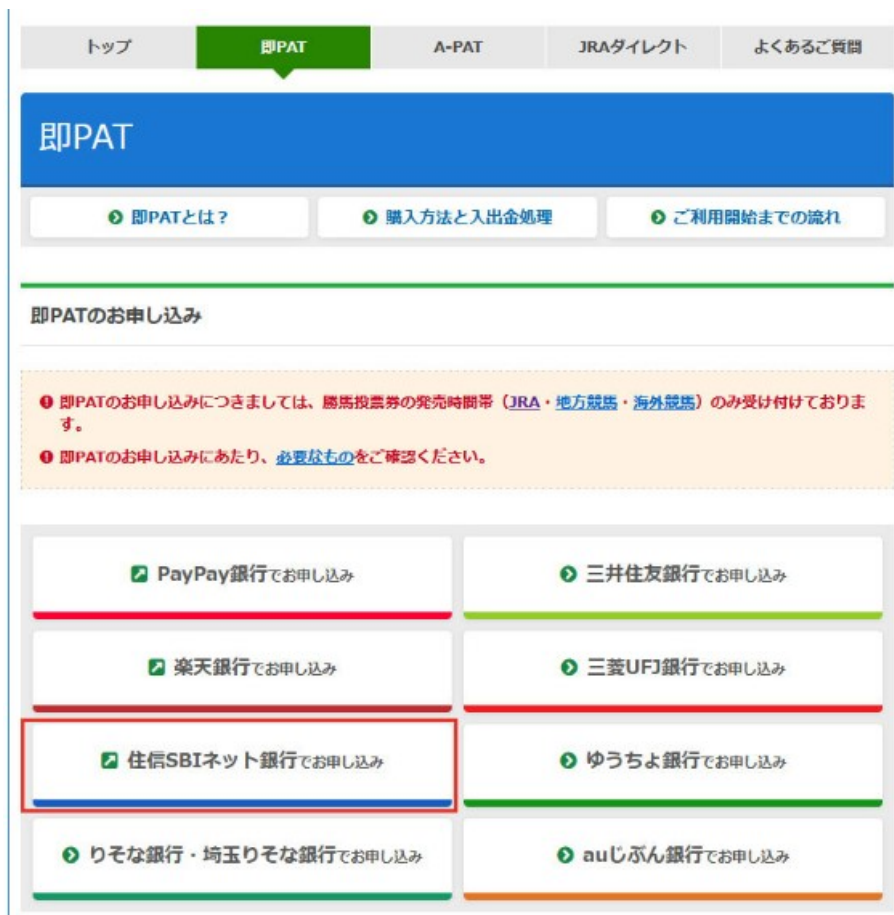 トップ 即PAT A-PAT JRAダイレクト よくあるご質問
即PAT
即PATとは？ 購入方法と入出金処理 ご利用開始までの流れ
即PATのお申し込み
即PATのお申し込みにつきましては、勝馬投票券の発売時間帯（JRA・地方競馬・海外競馬）のみ受け付けておりま
す。
即PATのお申し込みにあたり、必要なものをご確認ください。
PayPay銀行でお申し込み 三井住友銀行でお申し込み
楽天銀行でお申し込み 三菱UFJ銀行でお申し込み
住信SBIネット銀行でお申し込み ゆうちょ銀行でお申し込み
りそな銀行・埼玉りそな銀行でお申し込み auじぶん銀行でお申し込み